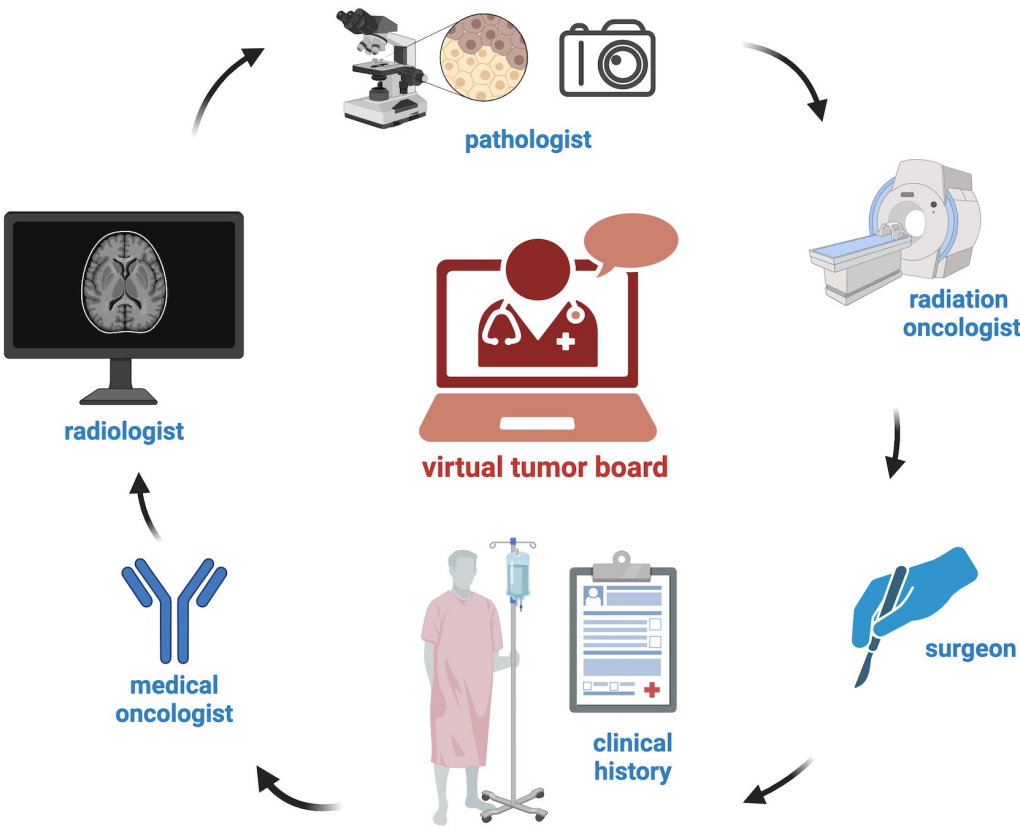 pathologist
radiation
oncologist
radiologist
virtual tumor board
surgeon
medical
oncologist
clinical
history